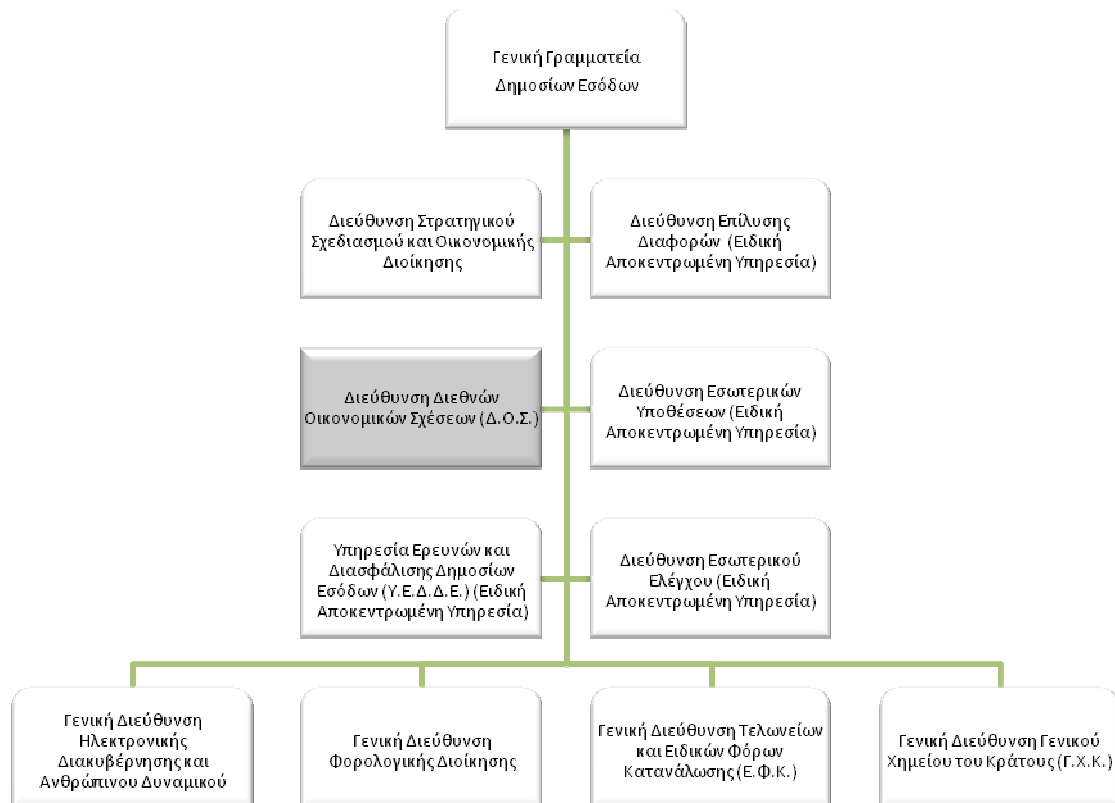 Γενική Γραμματεία
Δημοσίων Εσόδων
Διεύθυνση Στρατηγικού
Σχεδιασμού και Οικονομικής
Διοίκησης
Διεύθυνση Επίλυσης
Διαφορών (Ειδική
Αποκεντρωμένη Υπηρεσία)
Διεύθυνση Διεθνών
Οικονομικών Σχέσεων (Δ.Ο.Σ.)
Διεύθυνση Εσωτερικών
Υποθέσεων (Ειδική
Αποκεντρωμένη Υπηρεσία)
Υπηρεσία Ερευνών και
Διασφάλισης Δημοσίων
Εσόδων (Υ.Ε.Δ.Δ.Ε.) (Ειδική
Αποκεντρωμένη Υπηρεσία)
Διεύθυνση Εσωτερικού
Ελέγχου (Ειδική
Αποκεντρωμένη Υπηρεσία)
Γενική Διεύθυνση
Ηλεκτρονικής
Διακυβέρνησης και
Ανθρώπινου Δυναμικού
Γενική Διεύθυνση
Φορολογικής Διοίκησης
Γενική Διεύθυνση Τελωνείων
και Ειδικών Φόρων
Κατανάλωσης (Ε.Φ.Κ.)
Γενική Διεύθυνση Γενικού
Χημείου του Κράτους (Γ.Χ.Κ.)